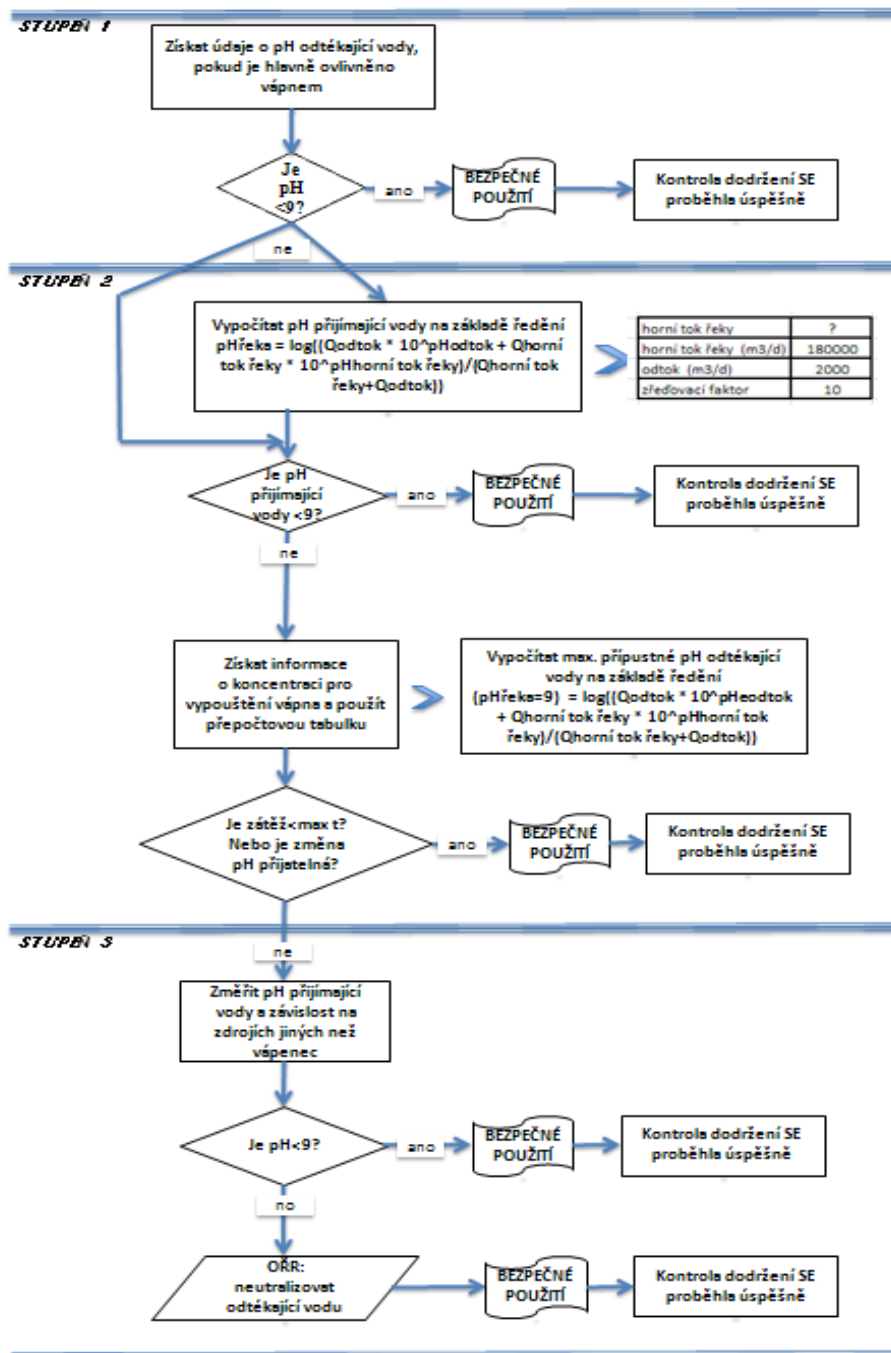 STUPEŇ 1
Získat údaje o pH odtékající vody,
pokud je hlavně ovlivněno
vápnem
Je
pH
<9?
ano
BEZPEČNÉ
POUŽITÍ
Kontrola dodržení SE
proběhla úspěšně
ne
STUPEŇ 2
Vypočítat pH přijímající vody na základě ředění
pHřeka = log((Qodtok * 10^pHodtok + Qhorní
tok řeky * 10^pHhorní tok řeky)/(Qhorní tok
řeky+Qodtok))
horní tok řeky ?
horní tok řeky (m3/d) 180000
odtok (m3/d) 2000
zřeďovací faktor 10
Je pH
přijímající
vody <9?
ano
BEZPEČNÉ
POUŽITÍ
Kontrola dodržení SE
proběhla úspěšně
ne
Získat informace
o koncentraci pro
vypouštění vápna a použít
přepočtovou tabulku
Vypočítat max. přípustné pH odtékající
vody na základě ředění
(pHřeka=9) = log((Qodtok * 10^pHeodtok
+ Qhorní tok řeky * 10^pHhorní tok
řeky)/(Qhorní tok řeky+Qodtok))
Je zátěž<max t?
Nebo je změna
pH přijatelná?
ano
BEZPEČNÉ
POUŽITÍ
Kontrola dodržení SE
proběhla úspěšně
STUPEŇ 3
ne
Změřit pH přijímající
vody a závislost na
zdrojích jiných než
vápenec
Je pH<9?
ano
BEZPEČNÉ
POUŽITÍ
Kontrola dodržení SE
proběhla úspěšně
no
OŘR:
neutralizovat
odtékající vodu
BEZPEČNÉ
POUŽITÍ
Kontrola dodržení SE
proběhla úspěšně